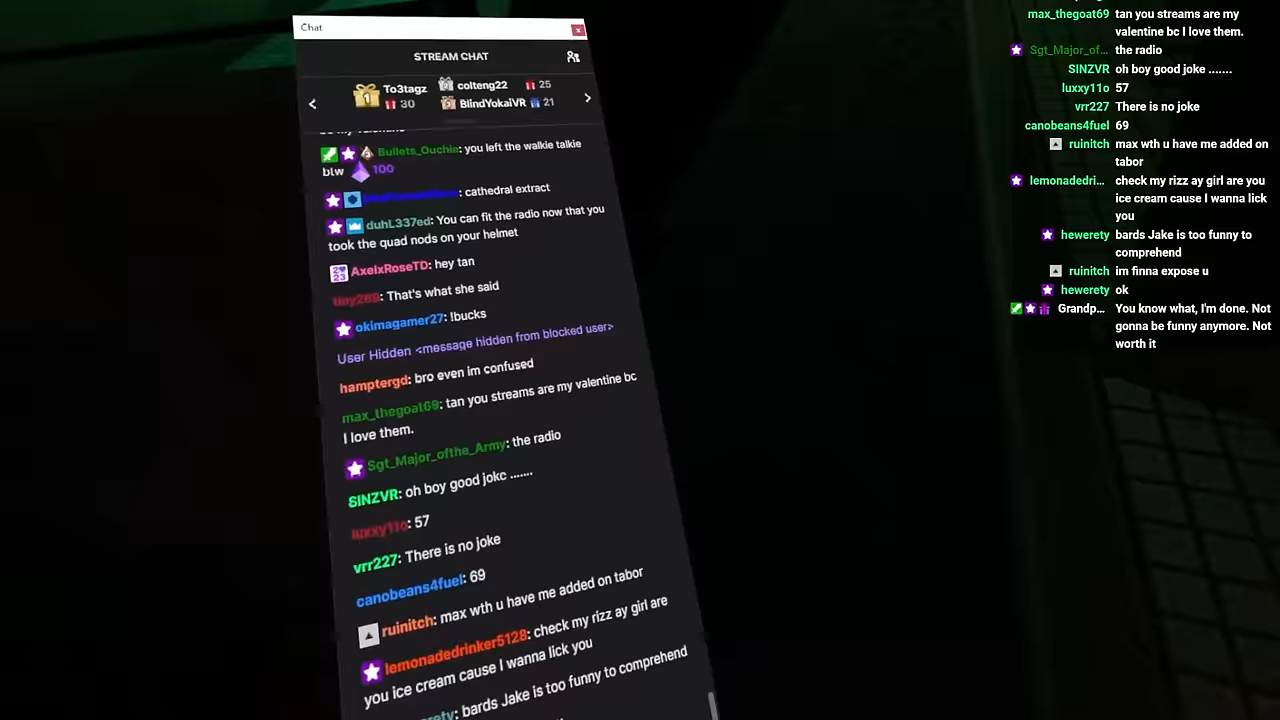 Chat
STREAM CHAT
To3tagz
30
colteng22
25
BlindYokaiVR
21
Bullets_Ouchie: you left the walkie talkie
blw 100
: cathedral extract
duhL337ed: You can fit the radio now that you
took the quad nods on your helmet
AxelxRoseTD: hey tan
: That's what she said
okimagamer27: !bucks
User Hidden <message hidden from blocked user>
hamptergd: bro even im confused
max_thegoat69: tan you streams are my valentine bc
I love them.
Sgt_Major_ofthe_Army: the radio
SINZVR: oh boy good joke .......
luxxy11o: 57
vrr227: There is no joke
canobeans4fuel: 69
ruinitch: max wth u have me added on tabor
lemonadedrinker5128: check my rizz ay girl are
you ice cream cause I wanna lick you
rety: bards Jake is too funny to comprehend
max_thegoat69 tan you streams are my
valentine bc I love them.
Sgt_Major_of... the radio
SINZVR oh boy good joke .......
luxxy11o 57
vrr227 There is no joke
canobeans4fuel 69
ruinitch max wth u have me added on
tabor
lemonadedri... check my rizz ay girl are you
ice cream cause I wanna lick
you
hewerety bards Jake is too funny to
comprehend
ruinitch im finna expose u
hewerety ok
Grandp... You know what, I'm done. Not
gonna be funny anymore. Not
worth it